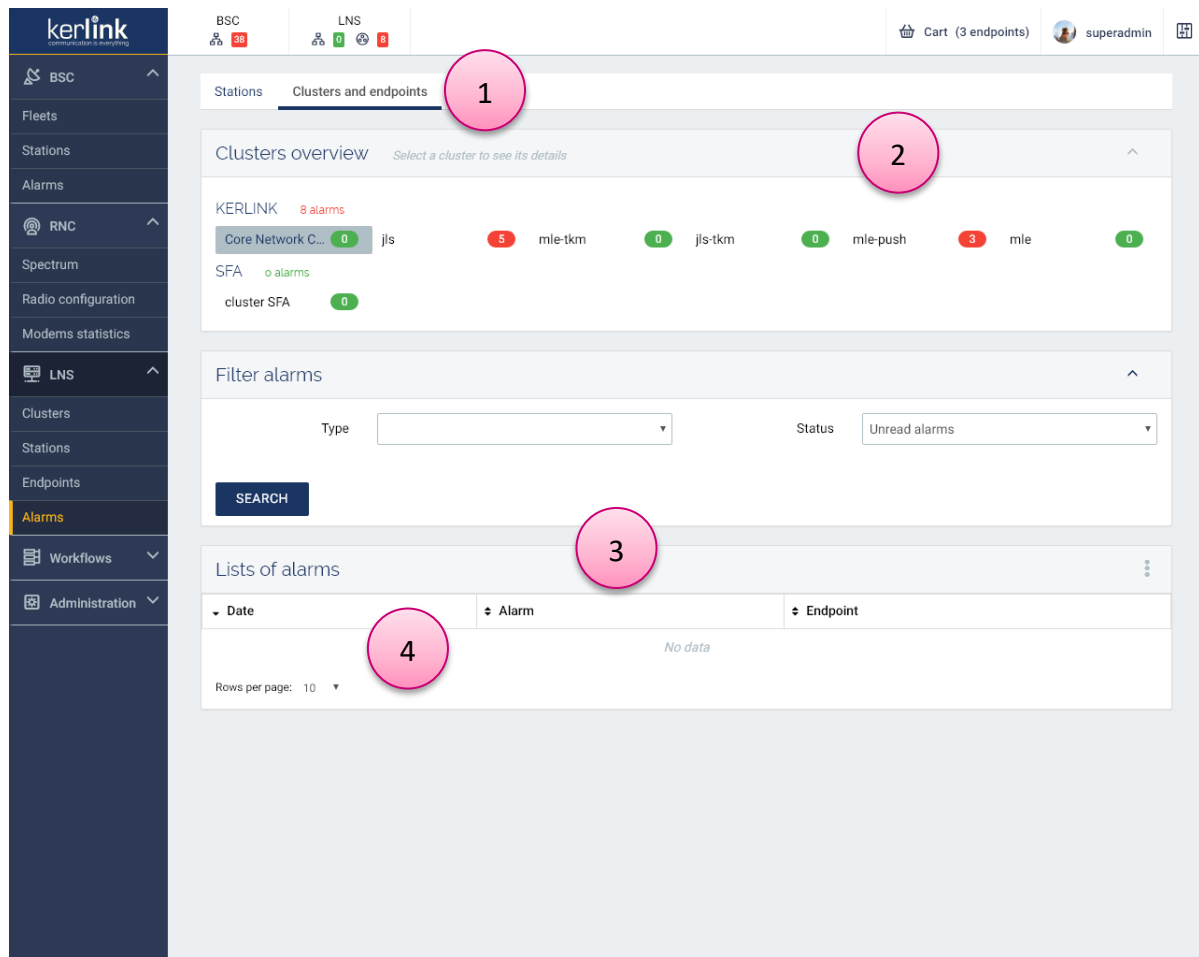 kerlink
communication is everything
BSC
38
LNS
0 8
Cart (3 endpoints)
superadmin
BSC
Fleets
Stations
Alarms
RNC
Spectrum
Radio configuration
Modems statistics
LNS
Clusters
Stations
Endpoints
Alarms
Workflows
Administration
Stations Clusters and endpoints
1
Clusters overview Select a cluster to see its details
2
KERLINK 8 alarms
Core Network C... 0 jls 5 mle-tkm 0 jls-tkm 0 mle-push 3 mle 0
SFA 0 alarms
cluster SFA 0
Filter alarms
Type Status Unread alarms
SEARCH
3
Lists of alarms
Date Alarm Endpoint
4
No data
Rows per page: 10